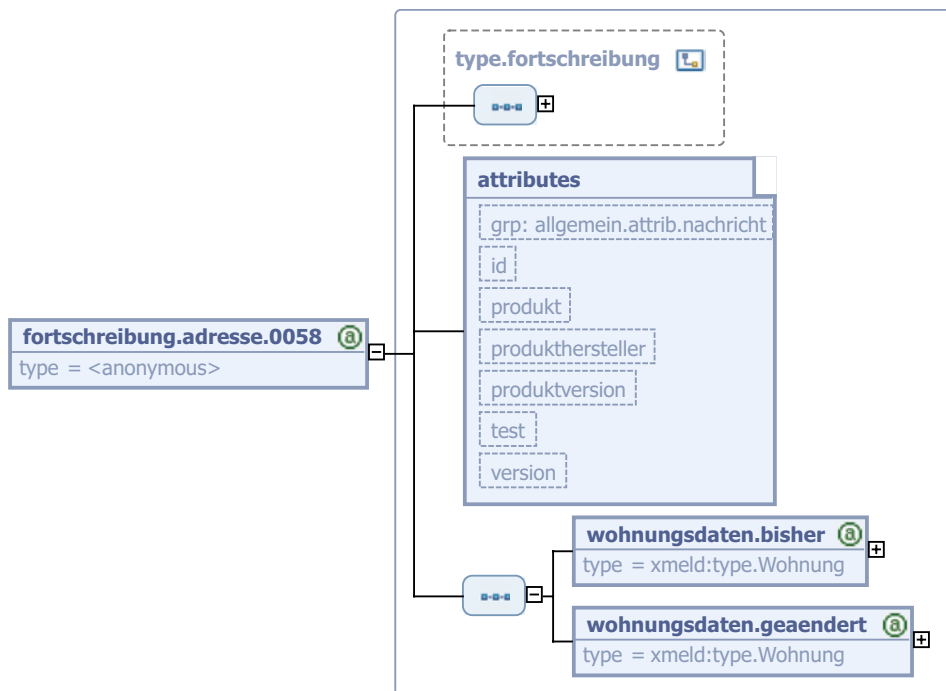 type.fortschreibung
attributes
grp: allgemein.attrib.nachricht
id
produkt
produkthersteller
produktversion
test
version
fortschreibung.adresse.0058 @
type = <anonymous>
wohnungsdaten.bisher @
type = xmeld:type.Wohnung
wohnungsdaten.geaendert @
type = xmeld:type.Wohnung